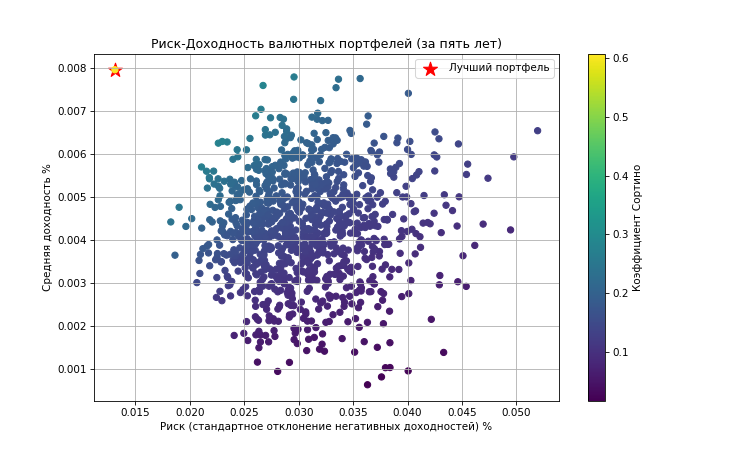 Риск-Доходность валютных портфелей (за пять лет)
Лучший портфель
Средняя доходность %
0.008
0.007
0.006
0.005
0.004
0.003
0.002
0.001
0.015 0.020 0.025 0.030 0.035 0.040 0.045 0.050
Риск (стандартное отклонение негативных доходностей) %
0.6
0.5
0.4
0.3
0.2
0.1
Коэффициент Сортино